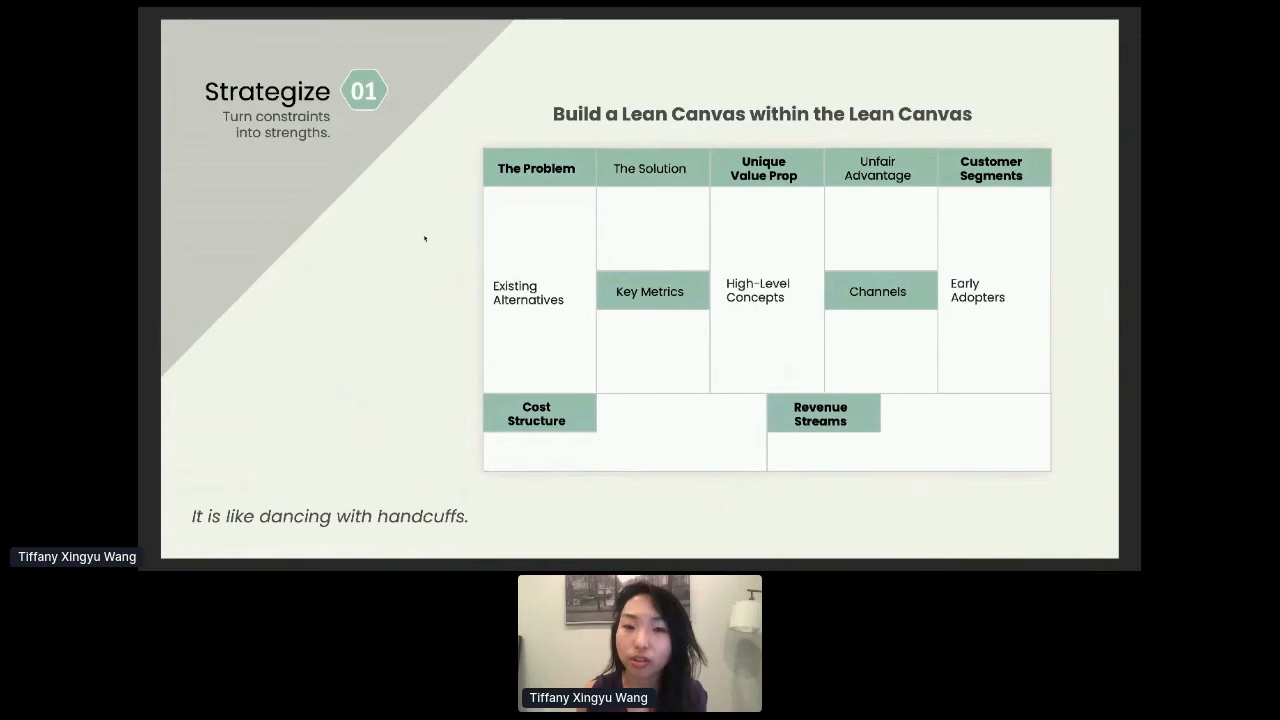 Strategize 01
Turn constraints
into strengths.
Build a Lean Canvas within the Lean Canvas
The Problem
The Solution
Unique
Value Prop
Unfair
Advantage
Customer
Segments
Existing
Alternatives
Key Metrics
High-Level
Concepts
Channels
Early
Adopters
Cost
Structure
Revenue
Streams
It is like dancing with handcuffs.
Tiffany Xingyu Wang
Tiffany Xingyu Wang